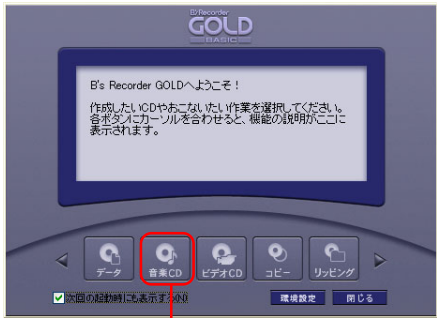 B's Recorder
GOLD
BASIC
B's Recorder GOLDへようこそ！
作成したいCDやおこないたい作業を選択してください。
各ボタンにカーソルを合わせると、機能の説明がここに
表示されます。
データ
音楽CD
ビデオCD
コピー
リッピング
次回の起動時にも表示する(N)
環境設定
閉じる